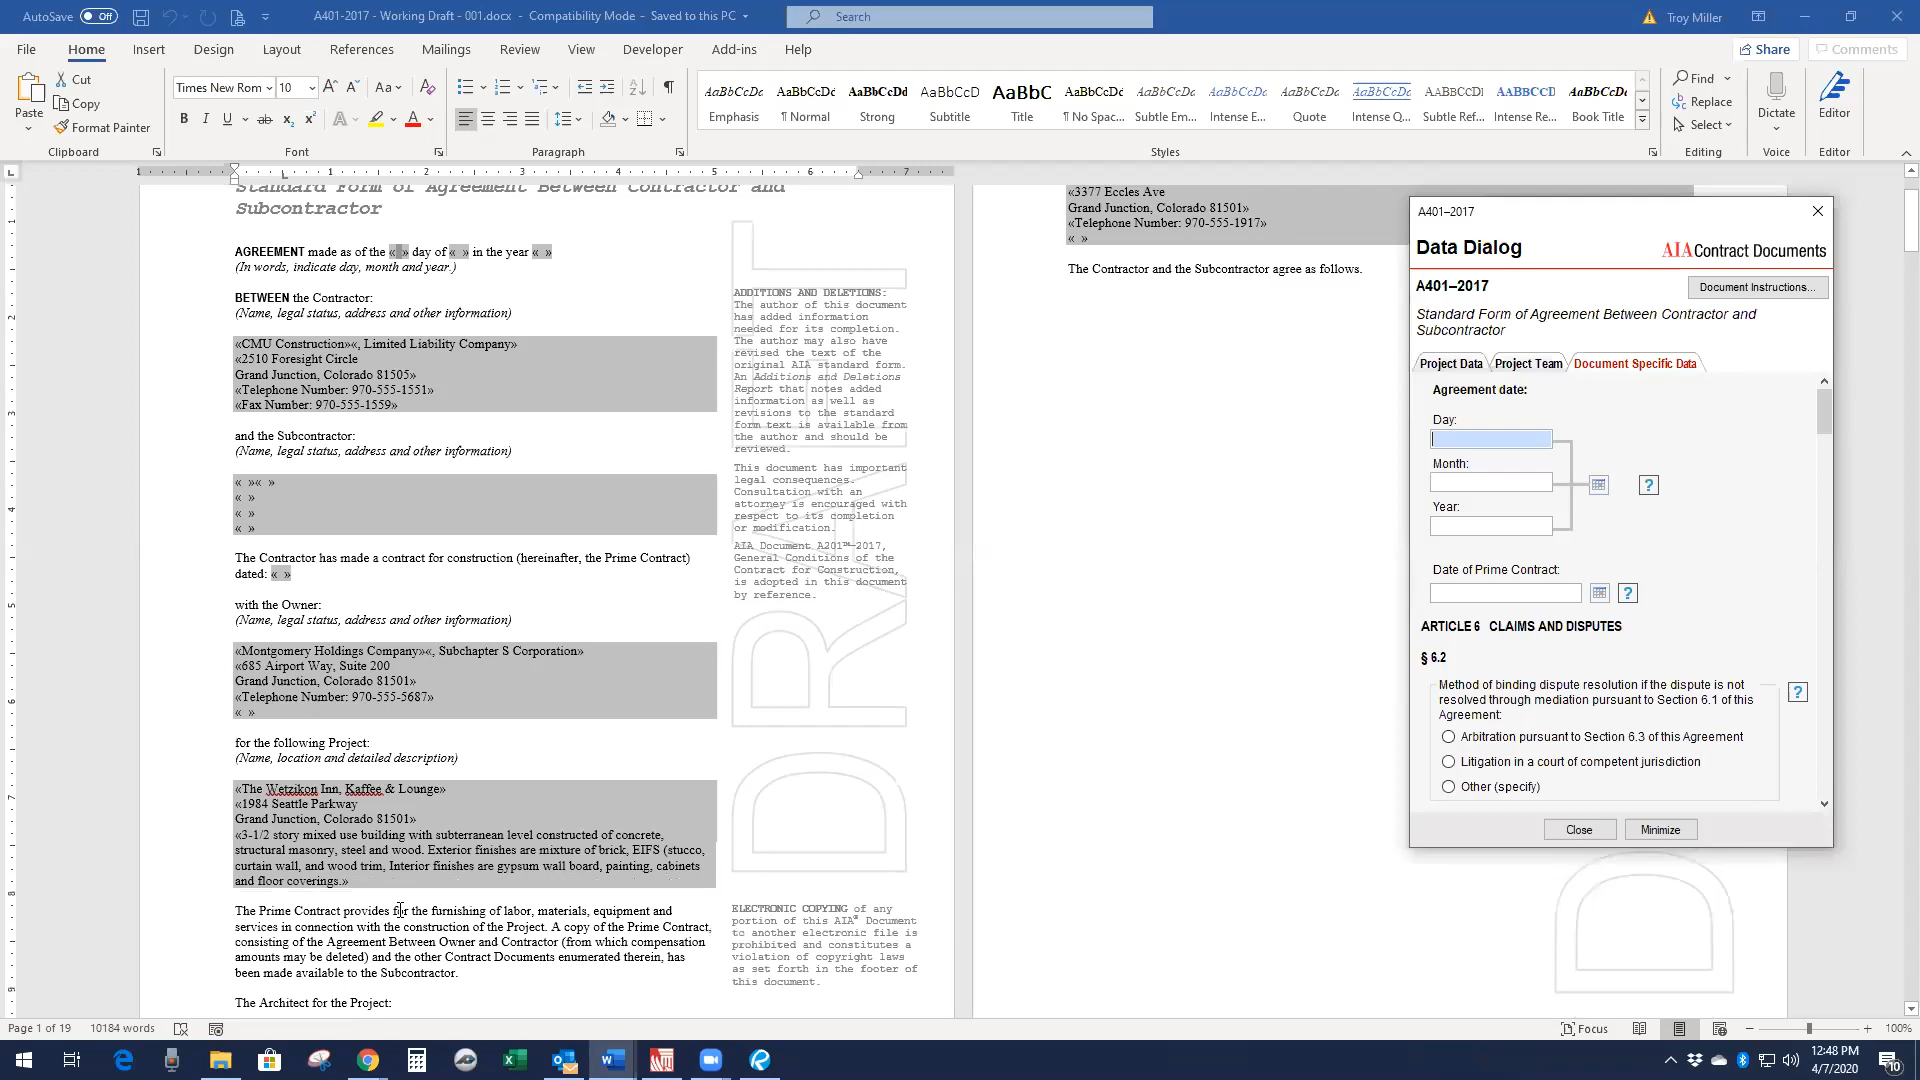 AutoSave Off
A401-2017 - Working Draft - 001.docx - Compatibility Mode - Saved to this PC
Search
Troy Miller
File Home Insert Design Layout References Mailings Review View Developer Add-ins Help
Share Comments
Paste
Cut
Copy
Format Painter
Clipboard
Times New Rom 10
Font
Paragraph
AaBbCcDc AaBbCcDc AaBbCcDc AaBbCcD AaBbC AaBbCcDc AaBbCcDc AaBbCcDc AaBbCcDc AaBbCcDc AABBCCDI AABBCCI AaBbCcDc
Emphasis ¶ Normal Strong Subtitle Title ¶ No Spac... Subtle Em... Intense E... Quote Intense Q... Subtle Ref... Intense Re... Book Title
Styles
Find
Replace
Select
Editing
Dictate
Voice
Editor
Editor
1 1 2 3 4 5 6 7
Standard Form of Agreement Between Contractor and
Subcontractor
AGREEMENT made as of the « » day of « » in the year « »
(In words, indicate day, month and year.)
BETWEEN the Contractor:
(Name, legal status, address and other information)
«CMU Construction»«, Limited Liability Company»
«2510 Foresight Circle
Grand Junction, Colorado 81505»
«Telephone Number: 970-555-1551»
«Fax Number: 970-555-1559»
and the Subcontractor:
(Name, legal status, address and other information)
« »« »
« »
« »
« »
The Contractor has made a contract for construction (hereinafter, the Prime Contract)
dated: « »
with the Owner:
(Name, legal status, address and other information)
«Montgomery Holdings Company»«, Subchapter S Corporation»
«685 Airport Way, Suite 200
Grand Junction, Colorado 81501»
«Telephone Number: 970-555-5687»
« »
for the following Project:
(Name, location and detailed description)
«The Wetzikon Inn, Kaffee & Lounge»
«1984 Seattle Parkway
Grand Junction, Colorado 81501»
«3-1/2 story mixed use building with subterranean level constructed of concrete,
structural masonry, steel and wood. Exterior finishes are mixture of brick, EIFS (stucco,
curtain wall, and wood trim, Interior finishes are gypsum wall board, painting, cabinets
and floor coverings.»
The Prime Contract provides for the furnishing of labor, materials, equipment and
services in connection with the construction of the Project. A copy of the Prime Contract,
consisting of the Agreement Between Owner and Contractor (from which compensation
amounts may be deleted) and the other Contract Documents enumerated therein, has
been made available to the Subcontractor.
The Architect for the Project:
ADDITIONS AND DELETIONS:
The author of this document
has added information
needed for its completion.
The author may also have
revised the text of the
original AIA standard form.
An Additions and Deletions
Report that notes added
information as well as
revisions to the standard
form text is available from
the author and should be
reviewed.
This document has important
legal consequences.
Consultation with an
attorney is encouraged with
respect to its completion
or modification.
AIA Document A201™–2017,
General Conditions of the
Contract for Construction,
is adopted in this document
by reference.
ELECTRONIC COPYING of any
portion of this AIA® Document
to another electronic file is
prohibited and constitutes a
violation of copyright laws
as set forth in the footer of
this document.
DRAFT
«3377 Eccles Ave
Grand Junction, Colorado 81501»
«Telephone Number: 970-555-1917»
« »
The Contractor and the Subcontractor agree as follows.
D
A401–2017
Data Dialog
AIA Contract Documents
A401–2017
Document Instructions...
Standard Form of Agreement Between Contractor and
Subcontractor
Project Data Project Team Document Specific Data
Agreement date:
Day:
Month:
Year:
?
Date of Prime Contract:
?
ARTICLE 6 CLAIMS AND DISPUTES
§ 6.2
Method of binding dispute resolution if the dispute is not
resolved through mediation pursuant to Section 6.1 of this
Agreement:
?
Arbitration pursuant to Section 6.3 of this Agreement
Litigation in a court of competent jurisdiction
Other (specify)
Close Minimize
Page 1 of 19 10184 words
Focus
100%
12:48 PM
4/7/2020
10